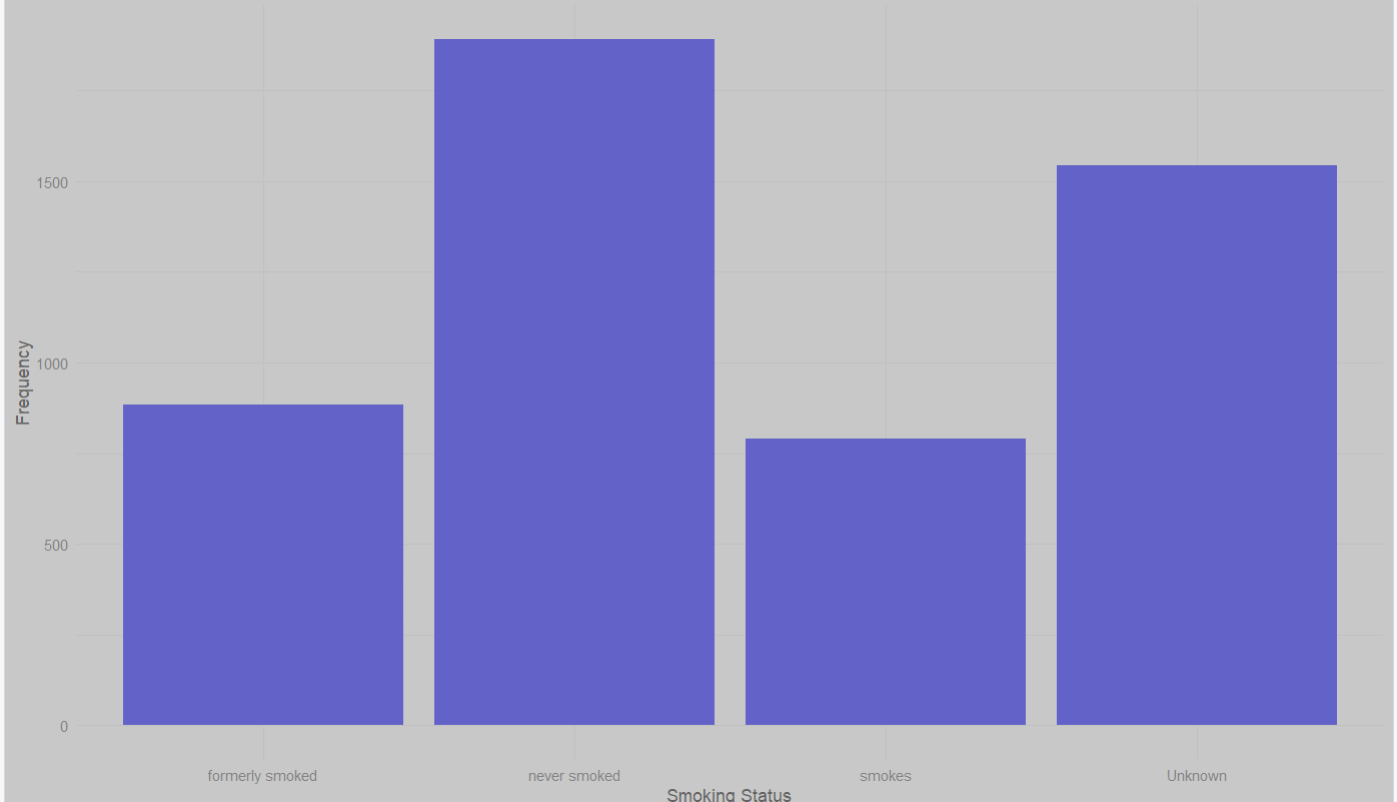 1500
1000
500
0
Frequency
formerly smoked
never smoked
smokes
Unknown
Smoking Status